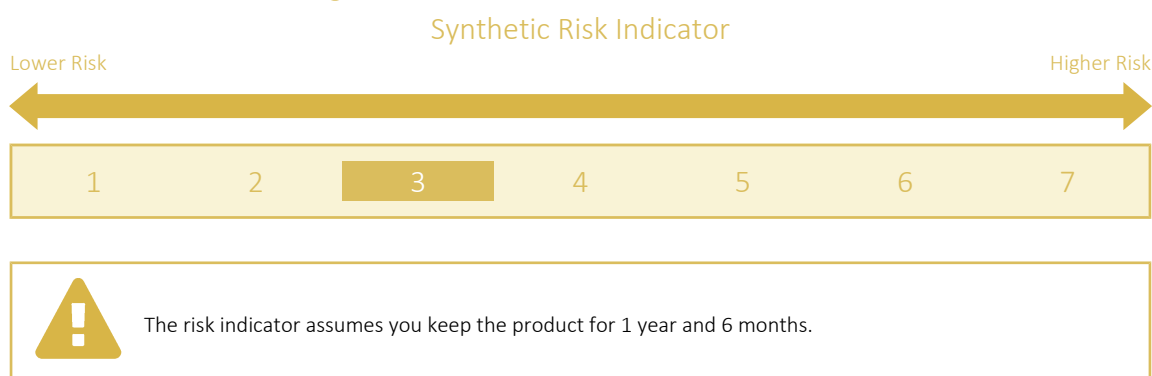 Synthetic Risk Indicator
Lower Risk Higher Risk
1 2 3 4 5 6 7
The risk indicator assumes you keep the product for 1 year and 6 months.